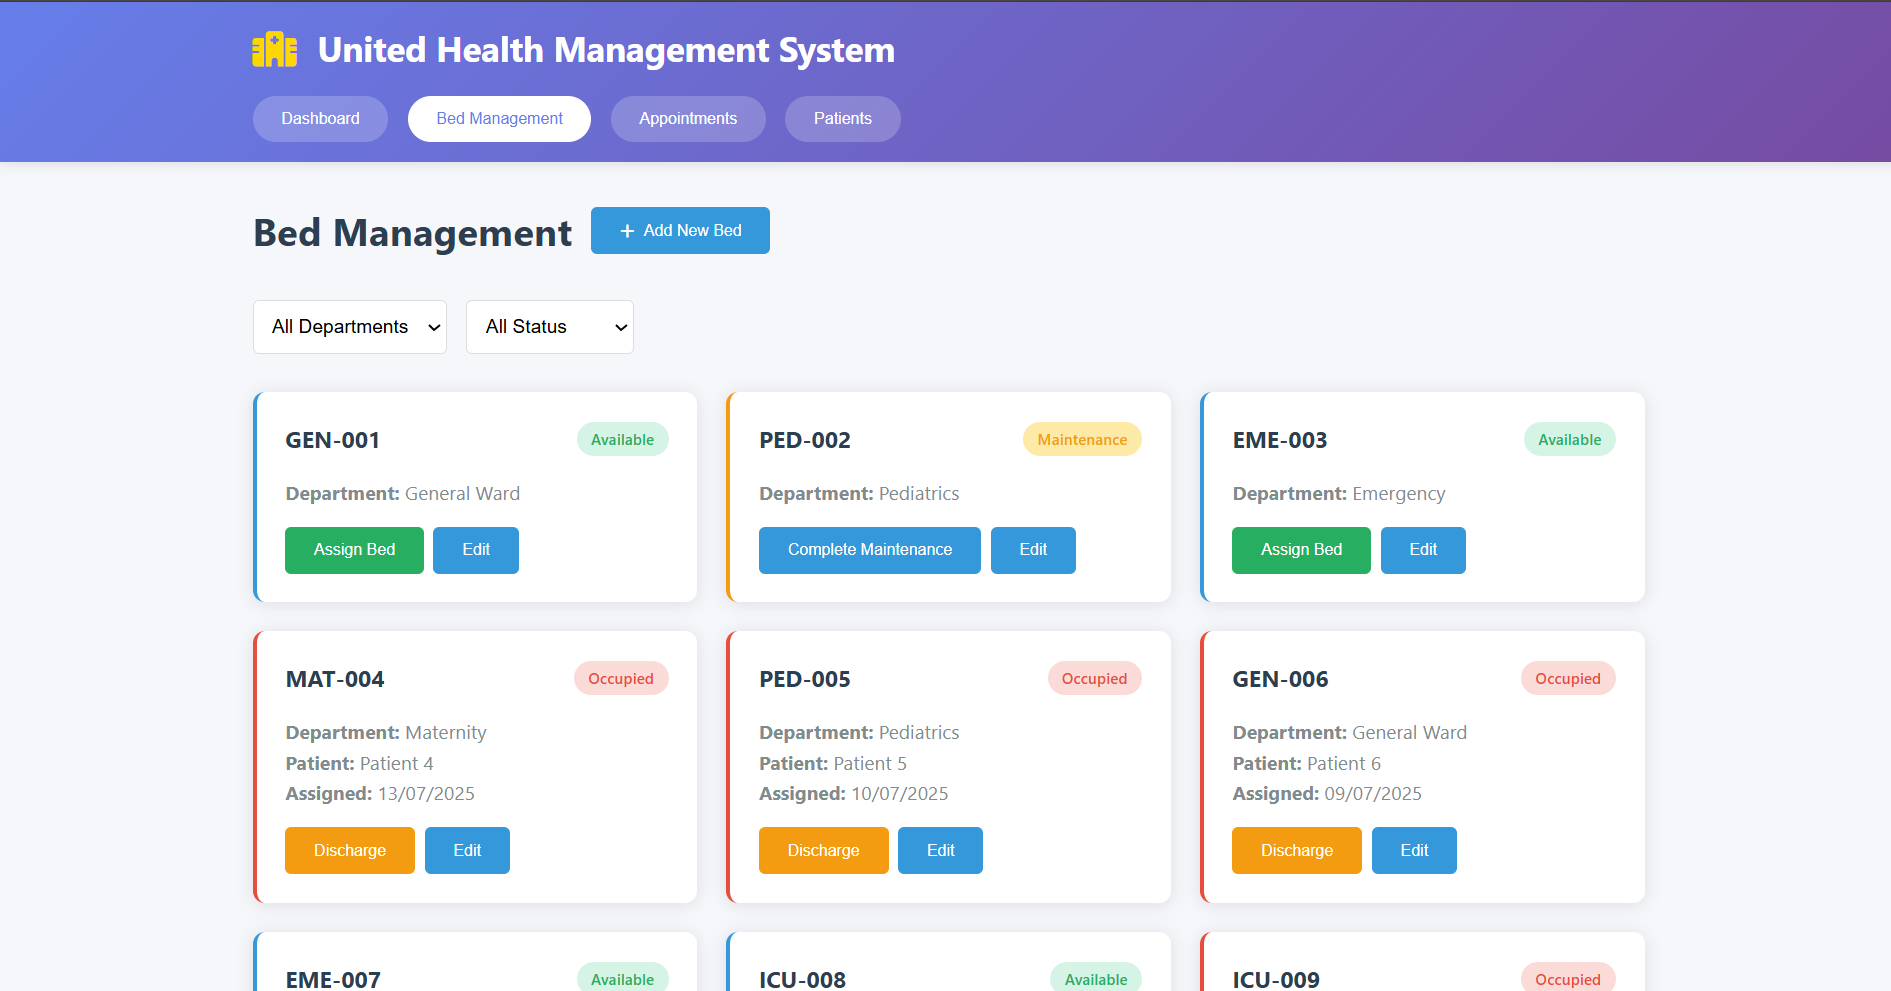 United Health Management System
Dashboard
Bed Management
Appointments
Patients
Bed Management
+ Add New Bed
All Departments
All Status
GEN-001
Available
Department: General Ward
Assign Bed
Edit
PED-002
Maintenance
Department: Pediatrics
Complete Maintenance
Edit
EME-003
Available
Department: Emergency
Assign Bed
Edit
MAT-004
Occupied
Department: Maternity
Patient: Patient 4
Assigned: 13/07/2025
Discharge
Edit
PED-005
Occupied
Department: Pediatrics
Patient: Patient 5
Assigned: 10/07/2025
Discharge
Edit
GEN-006
Occupied
Department: General Ward
Patient: Patient 6
Assigned: 09/07/2025
Discharge
Edit
EME-007
Available
ICU-008
Available
ICU-009
Occupied